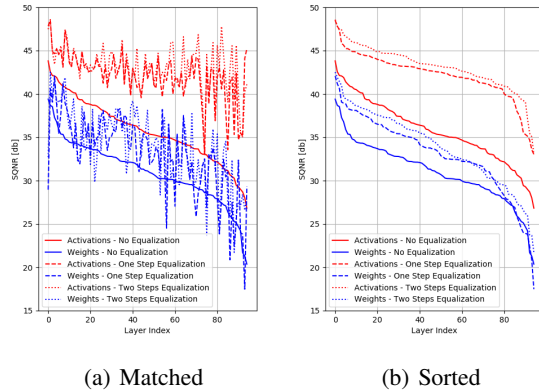 50
45
40
35
30
25
20
15
SQNR [db]
0
20
40
60
80
Layer Index
Activations - No Equalization
Weights - No Equalization
Activations - One Step Equalization
Weights - One Step Equalization
Activations - Two Steps Equalization
Weights - Two Steps Equalization
(a) Matched
50
45
40
35
30
25
20
15
SQNR [db]
0
20
40
60
80
Layer Index
Activations - No Equalization
Weights - No Equalization
Activations - One Step Equalization
Weights - One Step Equalization
Activations - Two Steps Equalization
Weights - Two Steps Equalization
(b) Sorted